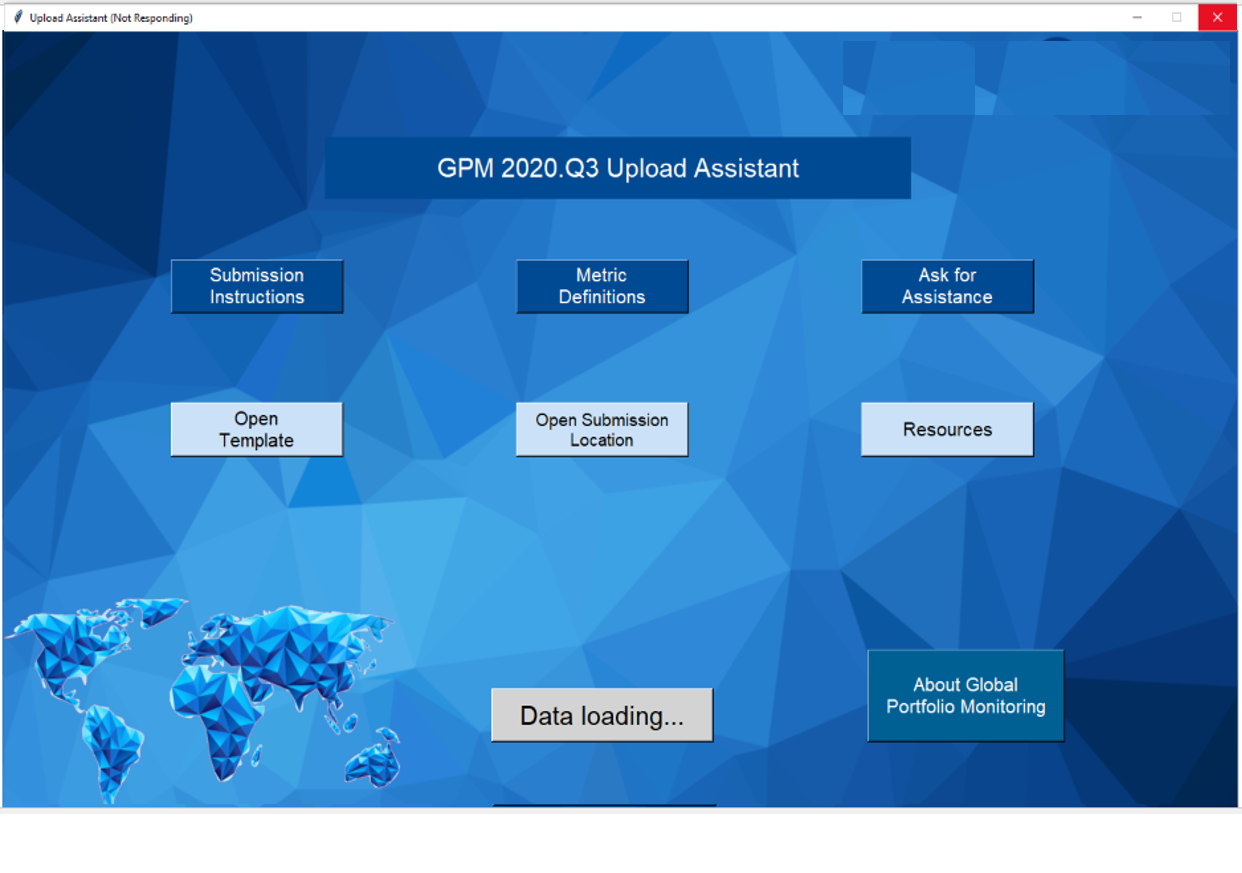 Upload Assistant (Not Responding)
GPM 2020.Q3 Upload Assistant
Submission
Instructions
Metric
Definitions
Ask for
Assistance
Open
Template
Open Submission
Location
Resources
About Global
Portfolio Monitoring
Data loading...